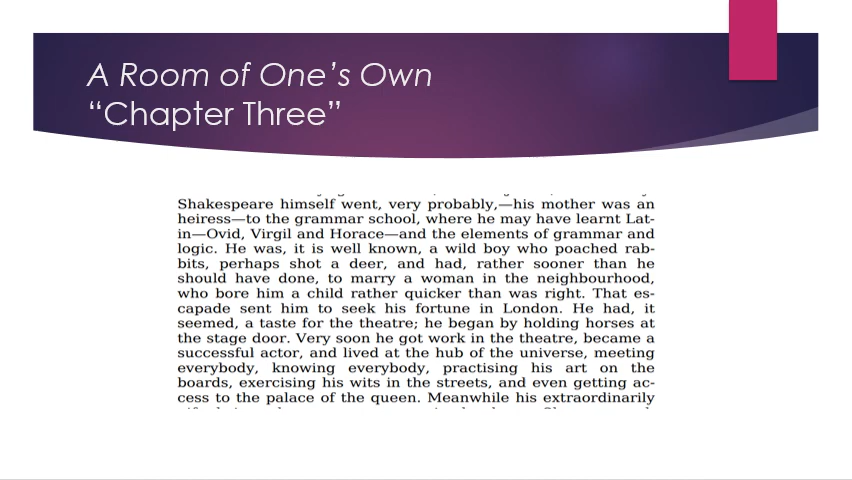 A Room of One’s Own
“Chapter Three”
Shakespeare himself went, very probably,—his mother was an
heiress—to the grammar school, where he may have learnt Lat-
in—Ovid, Virgil and Horace—and the elements of grammar and
logic. He was, it is well known, a wild boy who poached rab-
bits, perhaps shot a deer, and had, rather sooner than he
should have done, to marry a woman in the neighbourhood,
who bore him a child rather quicker than was right. That es-
capade sent him to seek his fortune in London. He had, it
seemed, a taste for the theatre; he began by holding horses at
the stage door. Very soon he got work in the theatre, became a
successful actor, and lived at the hub of the universe, meeting
everybody, knowing everybody, practising his art on the
boards, exercising his wits in the streets, and even getting ac-
cess to the palace of the queen. Meanwhile his extraordinarily